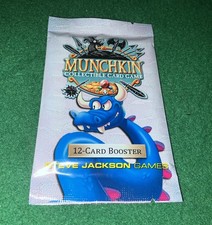 MUNCHKIN
COLLECTIBLE CARD GAME
12-CARD BOOSTER
STEVE JACKSON GAMES